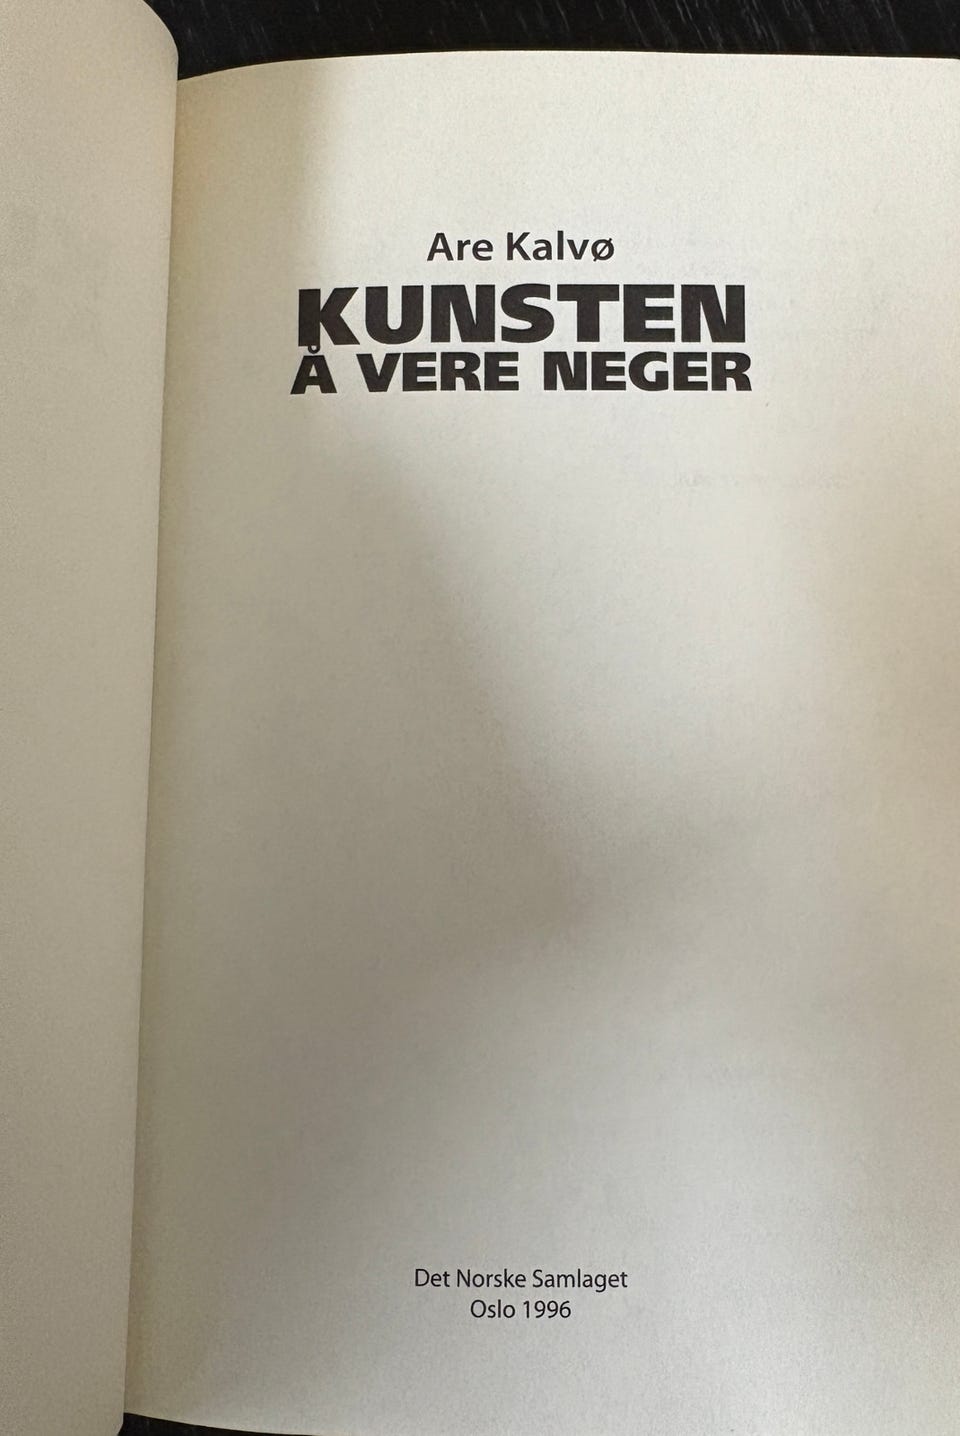 Are Kalvø
KUNSTEN
Å VERE NEGER
Det Norske Samlaget
Oslo 1996